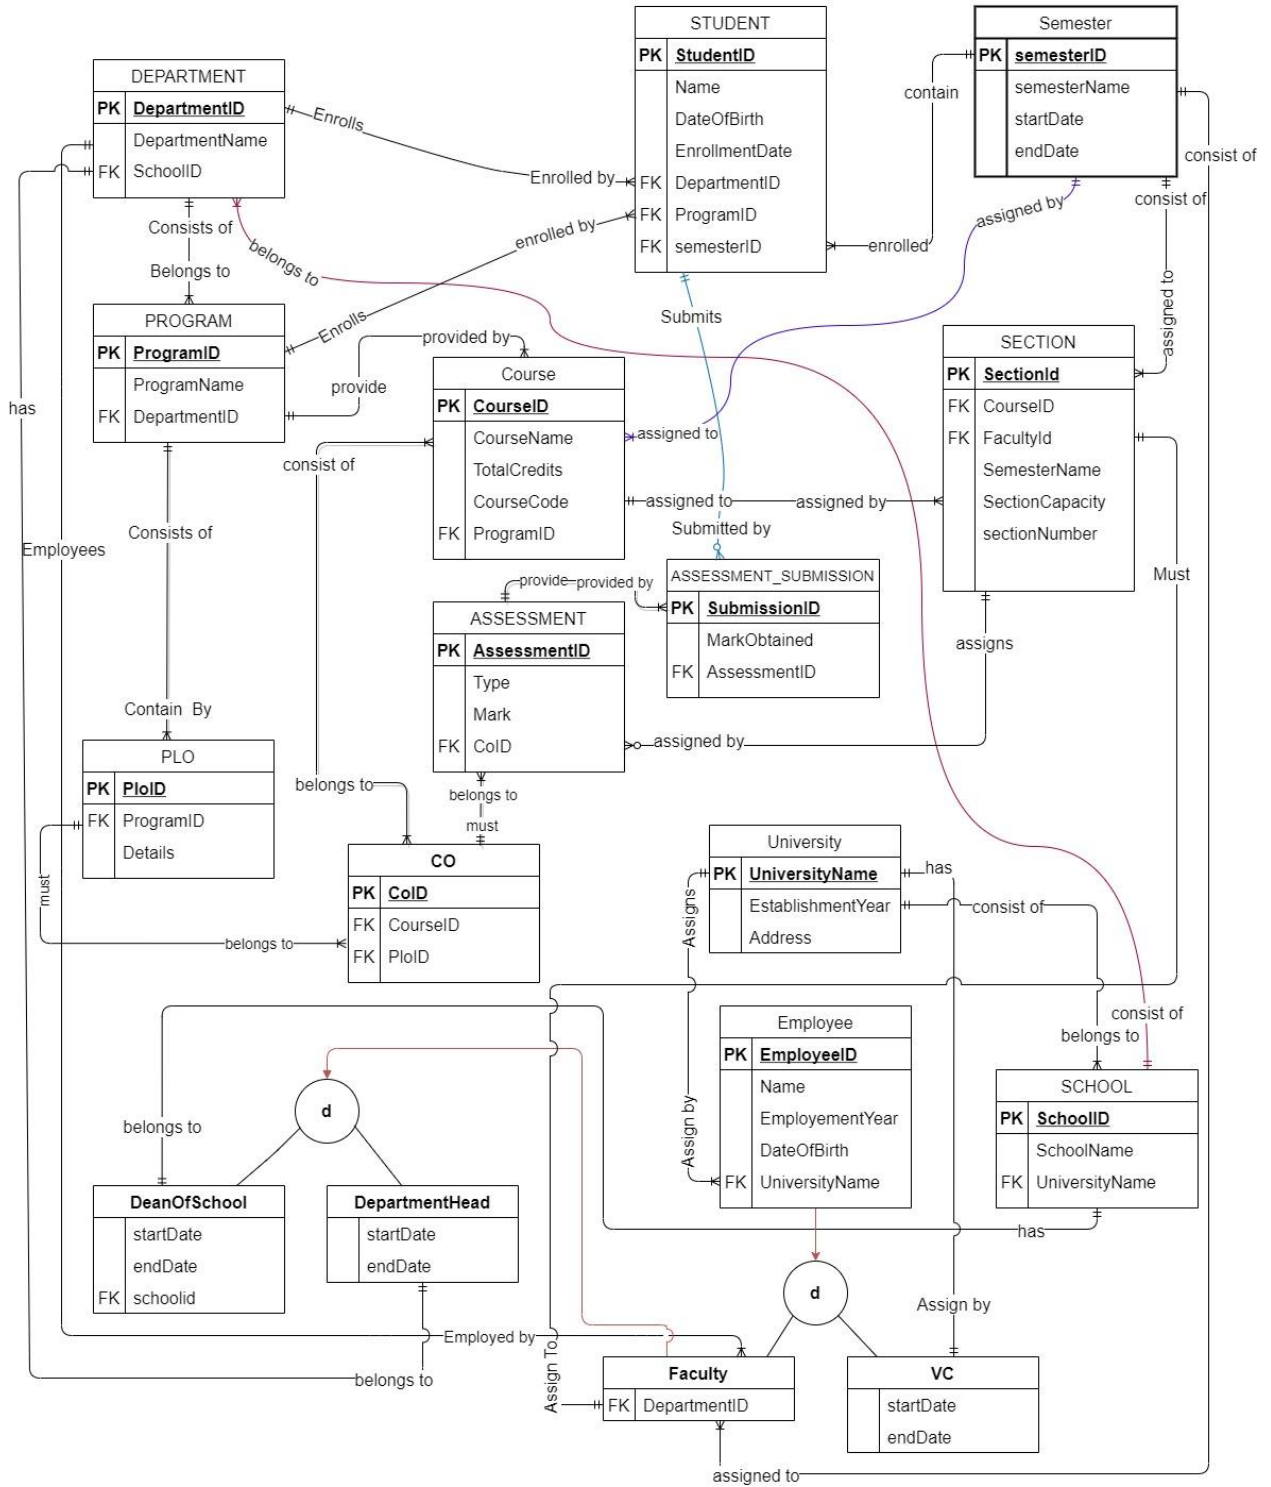 STUDENT
PK StudentID
Name
DateOfBirth
EnrollmentDate
FK DepartmentID
FK ProgramID
FK semesterID
Semester
PK semesterID
semesterName
startDate
endDate
DEPARTMENT
PK DepartmentID
DepartmentName
FK SchoolID
Enrolls
Enrolled by
contain
enrolled
consist of
consist of
assigned to
assigned by
Consists of
Belongs to
belongs to
enrolled by
Enrolls
PROGRAM
PK ProgramID
ProgramName
FK DepartmentID
provided by
provide
Submits
Course
PK CourseID
CourseName
TotalCredits
CourseCode
FK ProgramID
SECTION
PK SectionId
FK CourseID
FK FacultyId
SemesterName
SectionCapacity
sectionNumber
has
consist of
assigned to
assigned to
assigned by
Consists of
Employees
Submitted by
Must
ASSESSMENT_SUBMISSION
PK SubmissionID
MarkObtained
FK AssessmentID
provide
provided by
ASSESSMENT
PK AssessmentID
Type
Mark
FK CoID
assigns
assigned by
Contain By
PLO
PK PloID
FK ProgramID
Details
belongs to
belongs to
must
must
belongs to
CO
PK CoID
FK CourseID
FK PloID
University
PK UniversityName
EstablishmentYear
Address
has
consist of
Assigns
Assign by
consist of
belongs to
Employee
PK EmployeeID
Name
EmployementYear
DateOfBirth
FK UniversityName
SCHOOL
PK SchoolID
SchoolName
FK UniversityName
d
belongs to
has
DeanOfSchool
startDate
endDate
FK schoolid
DepartmentHead
startDate
endDate
d
Assign by
Employed by
belongs to
Assign To
Faculty
FK DepartmentID
VC
startDate
endDate
assigned to